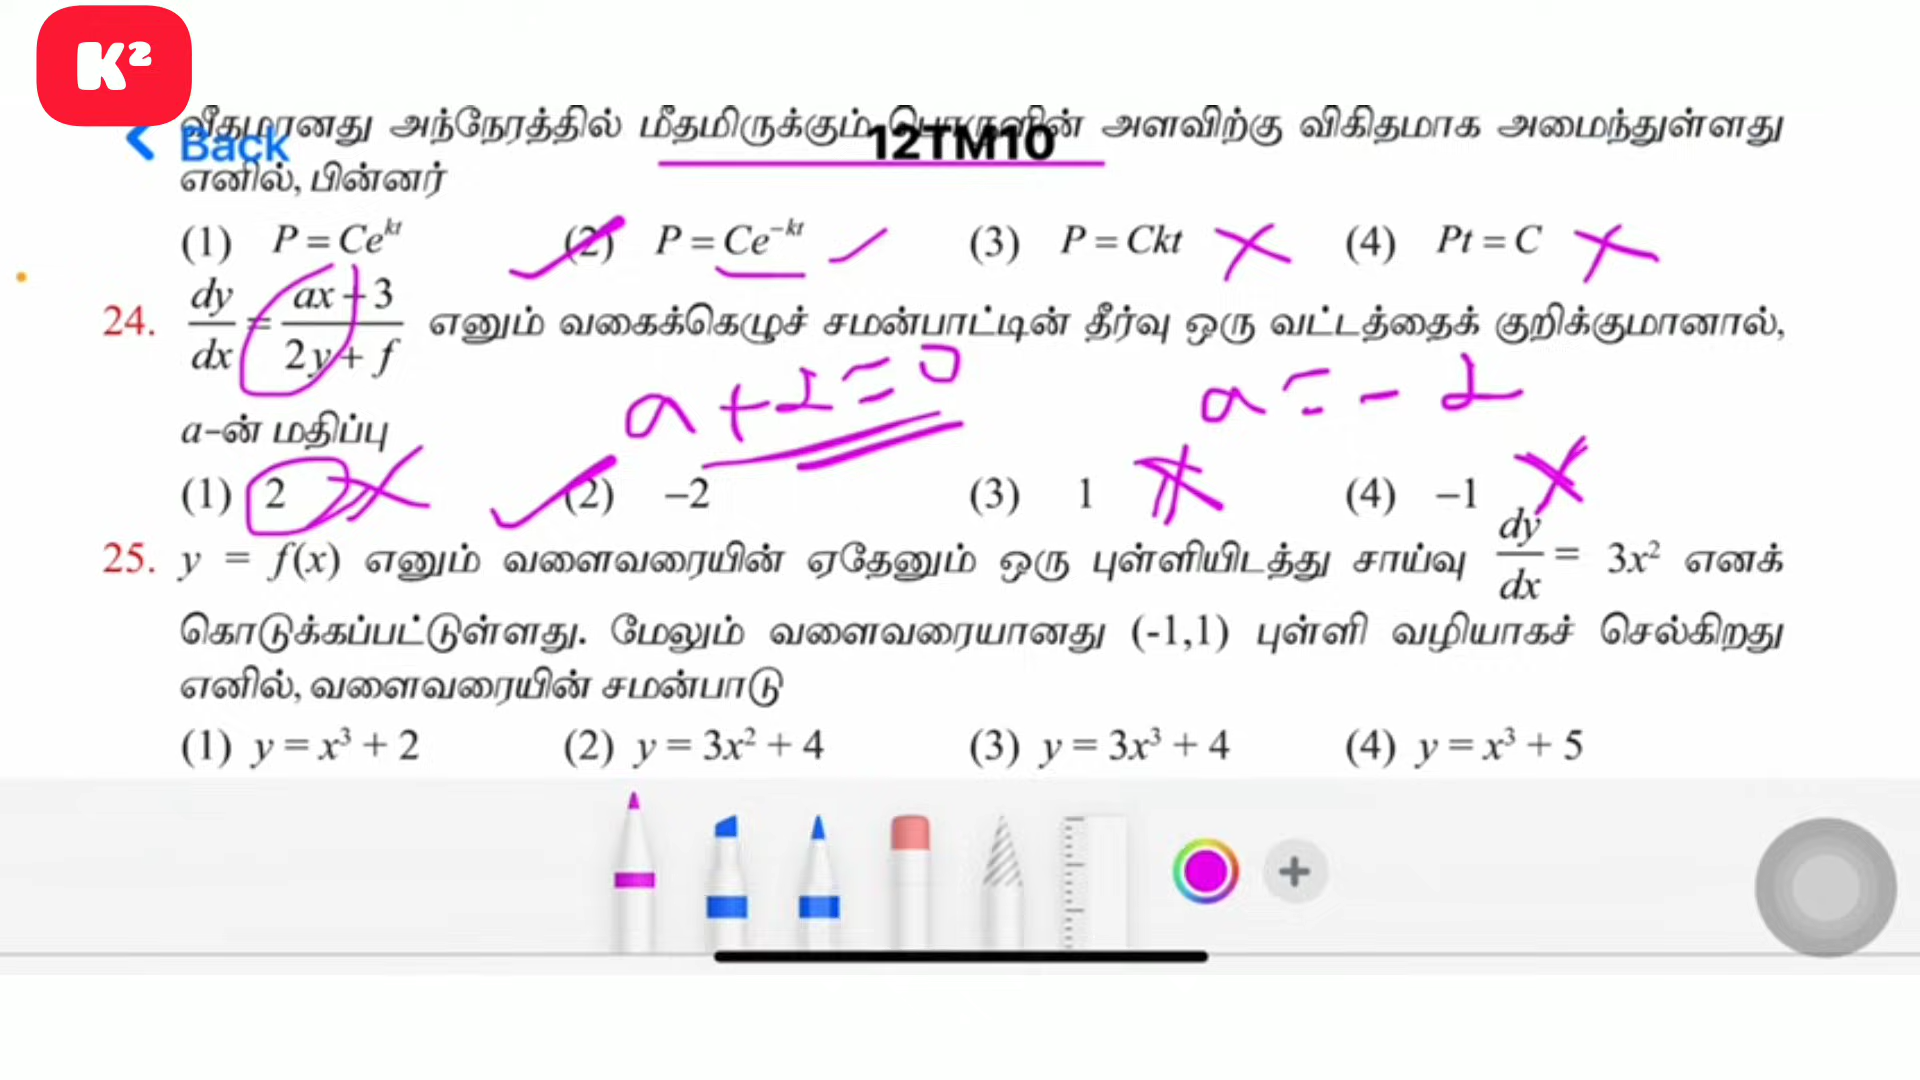 K²
வீதமானது அந்நேரத்தில் மீதமிருக்கும் பொருளின் அளவிற்கு விகிதமாக அமைந்துள்ளது
Back 12TM10
எனில், பின்னர்
(1) P = Ce^{kt} (2) P = Ce^{-kt} (3) P = Ckt (4) Pt = C
24. dy/dx = (ax + 3)/(2y + f) எனும் வகைக்கெழுச் சமன்பாட்டின் தீர்வு ஒரு வட்டத்தைக் குறிக்குமானால்,
a + 2 = 0 a = -2
a-ன் மதிப்பு
(1) 2 (2) –2 (3) 1 (4) –1
25. y = f(x) எனும் வளைவரையின் ஏதேனும் ஒரு புள்ளியிடத்து சாய்வு dy/dx = 3x² எனக்
கொடுக்கப்பட்டுள்ளது. மேலும் வளைவரையானது (-1,1) புள்ளி வழியாகச் செல்கிறது
எனில், வளைவரையின் சமன்பாடு
(1) y = x³ + 2 (2) y = 3x² + 4 (3) y = 3x³ + 4 (4) y = x³ + 5